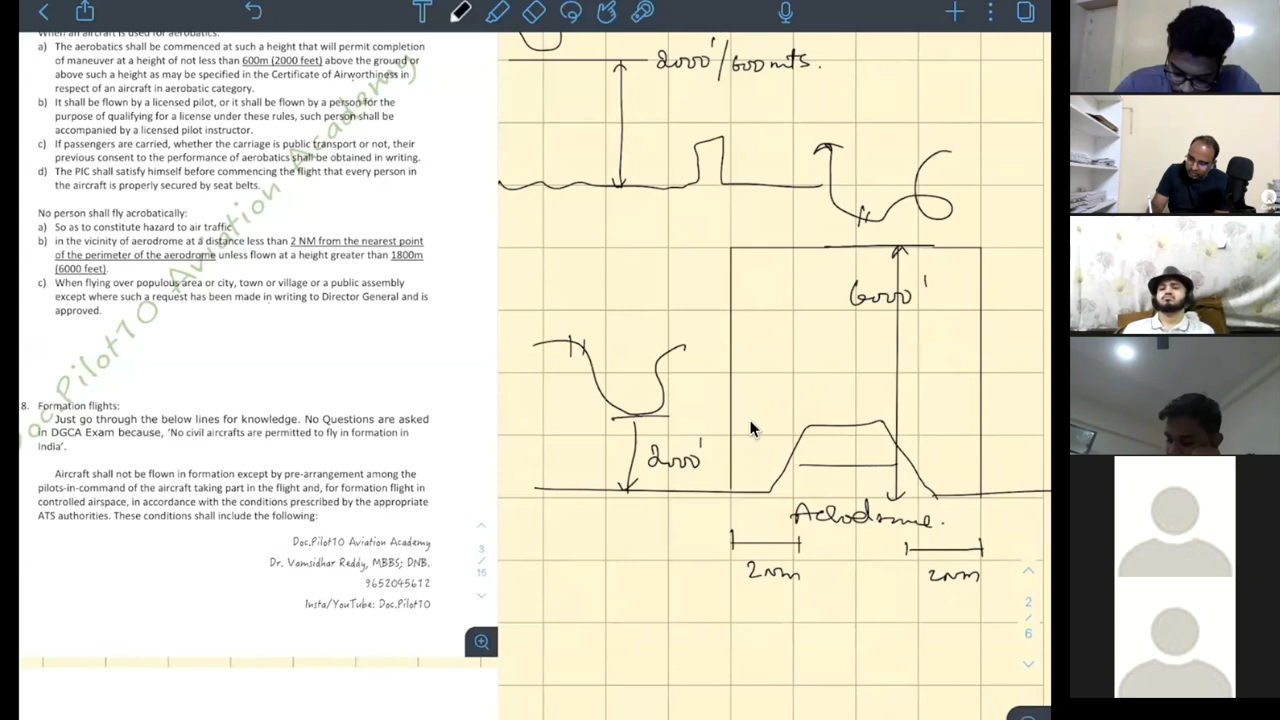 When an aircraft is used for aerobatics:
a) The aerobatics shall be commenced at such a height that will permit completion
of maneuver at a height of not less than 600m (2000 feet) above the ground or
above such a height as may be specified in the Certificate of Airworthiness in
respect of an aircraft in aerobatic category.
b) It shall be flown by a licensed pilot, or it shall be flown by a person for the
purpose of qualifying for a license under these rules, such person shall be
accompanied by a licensed pilot instructor.
c) If passengers are carried, whether the carriage is public transport or not, their
previous consent to the performance of aerobatics shall be obtained in writing.
d) The PIC shall satisfy himself before commencing the flight that every person in
the aircraft is properly secured by seat belts.
No person shall fly acrobatically:
a) So as to constitute hazard to air traffic
b) in the vicinity of aerodrome at a distance less than 2 NM from the nearest point
of the perimeter of the aerodrome unless flown at a height greater than 1800m
(6000 feet).
c) When flying over populous area or city, town or village or a public assembly
except where such a request has been made in writing to Director General and is
approved.
8. Formation flights:
Just go through the below lines for knowledge. No Questions are asked
in DGCA Exam because, 'No civil aircrafts are permitted to fly in formation in
India'.
Aircraft shall not be flown in formation except by pre-arrangement among the
pilots-in-command of the aircraft taking part in the flight and, for formation flight in
controlled airspace, in accordance with the conditions prescribed by the appropriate
ATS authorities. These conditions shall include the following:
Doc.Pilot10 Aviation Academy
Dr. Vamsidhar Reddy, MBBS; DNB.
9652045612
Insta/YouTube: Doc.Pilot10
Doc.Pilot10 Aviation Academy
3
/
15
2000'/600mts.
6000'
2000'
Aerodrome.
2Nm
2Nm
2
/
6